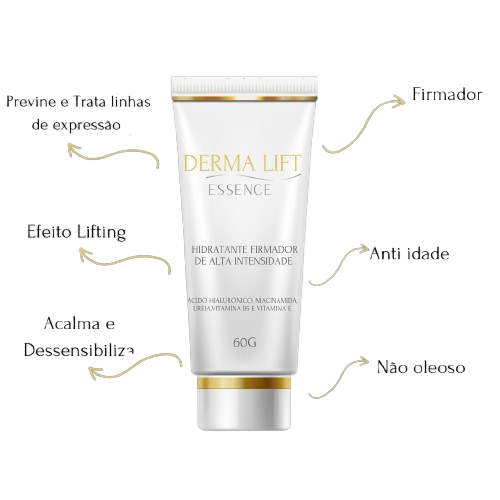 Previne e Trata linhas
de expressão
Firmador
DERMA LIFT
ESSENCE
Efeito Lifting
HIDRATANTE FIRMADOR
DE ALTA INTENSIDADE
Anti idade
ÁCIDO HIALURÔNICO, NIACINAMIDA,
UREIA,VITAMINA B5 E VITAMINA E
Acalma e
Dessensibiliza
60G
Não oleoso